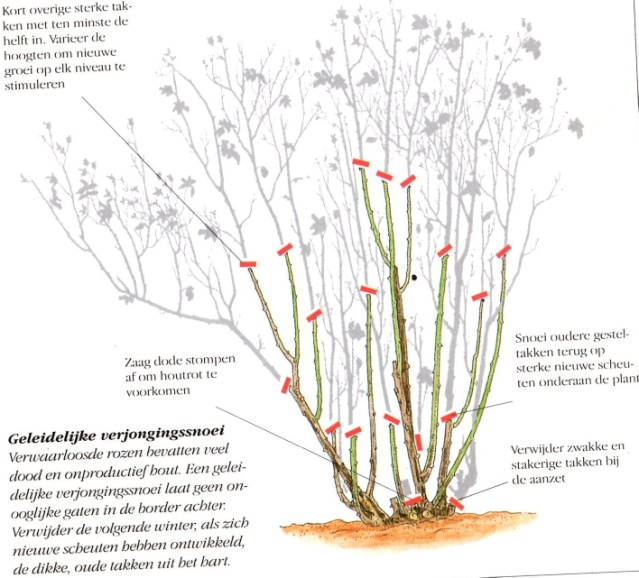 Kort overige sterke tak-
ken met ten minste de
helft in. Varieer de
hoogten om nieuwe
groei op elk niveau te
stimuleren
Zaag dode stompen
af om houtrot te
voorkomen
Geleidelijke verjongingssnoei
Verwaarloosde rozen bevatten veel
dood en onproductief hout. Een gelei-
delijke verjongingssnoei laat geen on-
ooglijke gaten in de border achter.
Verwijder de volgende winter, als zich
nieuwe scheuten hebben ontwikkeld,
de dikke, oude takken uit het hart.
Snoei oudere gestel-
takken terug op
sterke nieuwe scheu-
ten onderaan de plant
Verwijder zwakke en
stakerige takken bij
de aanzet